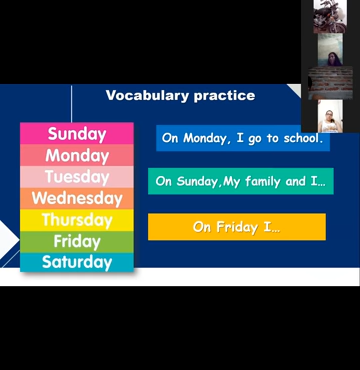 Vocabulary practice
Sunday
Monday
Tuesday
Wednesday
Thursday
Friday
Saturday
On Monday, I go to school.
On Sunday,My family and I...
On Friday I...